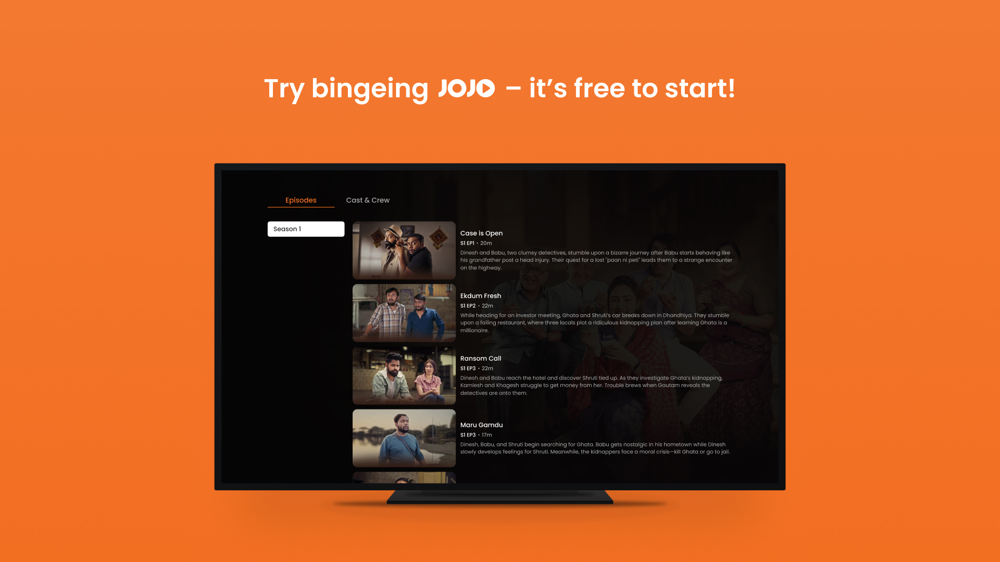 Try bingeing JOJO – it's free to start!
Episodes
Cast & Crew
Season 1
Case is Open
S1 EP1 • 20m
Dinesh and Babu, two clumsy detectives, stumble upon a bizarre journey after Babu starts behaving like
his grandfather post a head injury. Their quest for a lost "paan ni peti" leads them to a strange encounter
on the highway.
Ekdum Fresh
S1 EP2 • 22m
While heading for an investor meeting, Ghata and Shruti's car breaks down in Dhandhiya. They stumble
upon a failing restaurant, where three locals plot a ridiculous kidnapping plan after learning Ghata is a
millionaire.
Ransom Call
S1 EP3 • 22m
Dinesh and Babu reach the hotel and discover Shruti tied up. As they investigate Ghata's kidnapping,
Kamlesh and Khagesh struggle to get money from her. Trouble brews when Gautam reveals the
detectives are onto them.
Maru Gamdu
S1 EP3 • 17m
Dinesh, Babu, and Shruti begin searching for Ghata. Babu gets nostalgic in his hometown while Dinesh
slowly develops feelings for Shruti. Meanwhile, the kidnappers face a moral crisis—kill Ghata or go to jail.